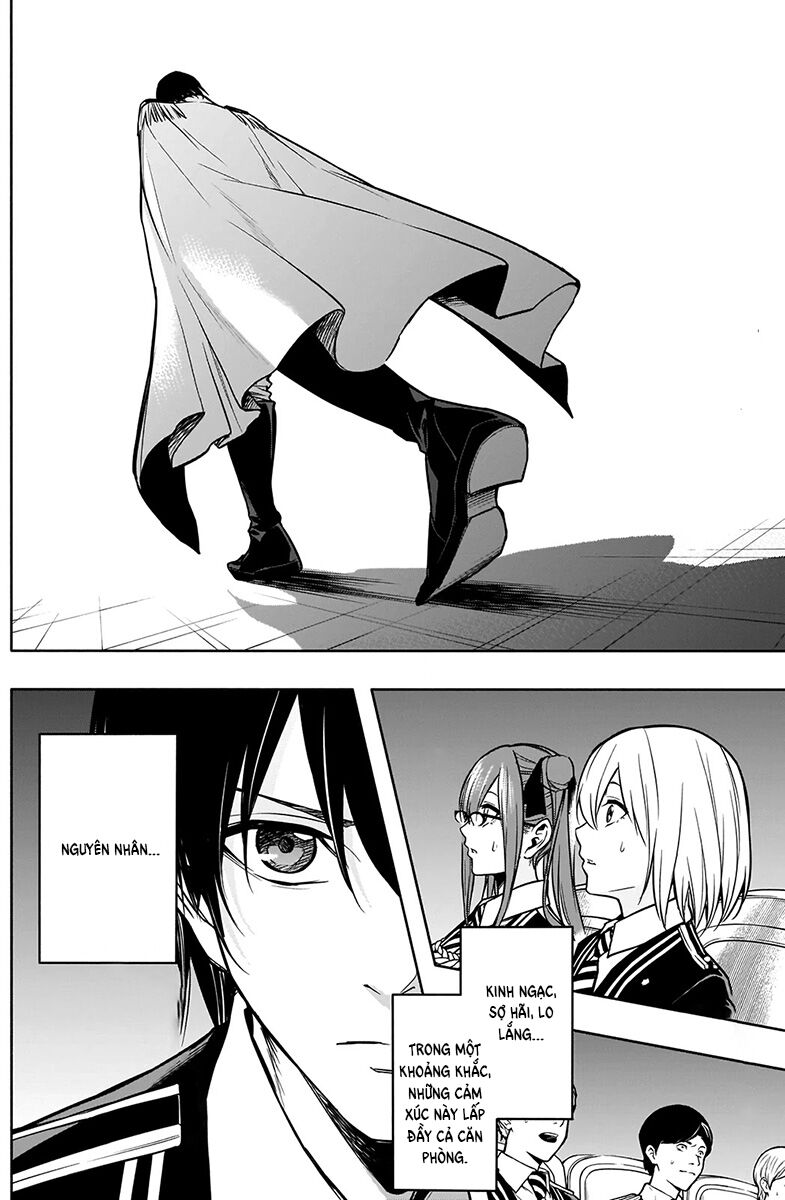 KINH NGẠC,
SỢ HÃI, LO
LẮNG...
TRONG MỘT
KHOẢNG KHẮC,
NHỮNG CẢM
XÚC NÀY LẤP
ĐẦY CẢ CĂN
PHÒNG.
NGUYÊN NHÂN...